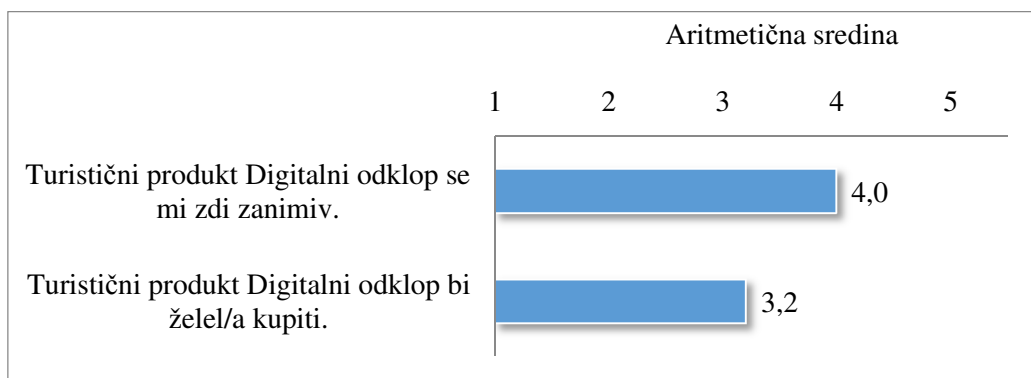 Aritmetična sredina
1 2 3 4 5
Turistični produkt Digitalni odklop se
mi zdi zanimiv.
4,0
Turistični produkt Digitalni odklop bi
želel/a kupiti.
3,2